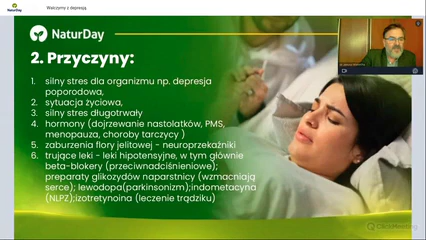 NaturDay
Walczymy z depresją
NaturDay
2. Przyczyny:
1. silny stres dla organizmu np. depresja
poporodowa,
2. sytuacja życiowa,
3. silny stres długotrwały
4. hormony (dojrzewanie nastolatków, PMS,
menopauza, choroby tarczycy )
5. zaburzenia flory jelitowej - neuroprzekaźniki
6. trujące leki - leki hipotensyjne, w tym głównie
beta-blokery (przeciwnadciśnieniowe);
preparaty glikozydów naparstnicy (wzmacniają
serce); lewodopa(parkinsonizm);indometacyna
(NLPZ);izotretynoina (leczenie trądziku)
ClickMeeting